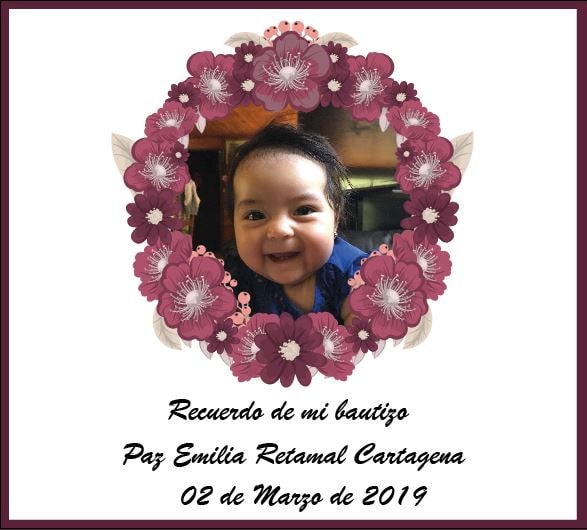 Recuerdo de mi bautizo
Paz Emilia Retamal Cartagena
02 de Marzo de 2019